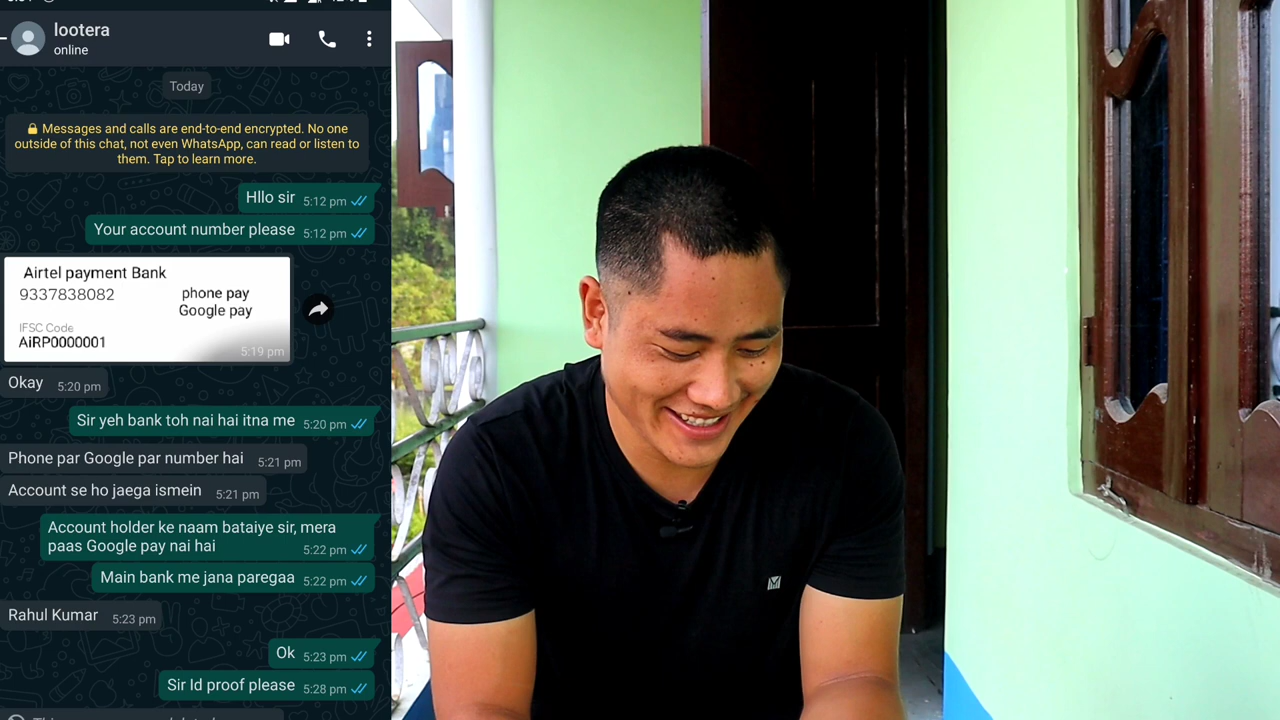 lootera
online
Today
Messages and calls are end-to-end encrypted. No one
outside of this chat, not even WhatsApp, can read or listen to
them. Tap to learn more.
Hllo sir 5:12 pm
Your account number please 5:12 pm
Airtel payment Bank
9337838082
phone pay
Google pay
IFSC Code
AiRP0000001
5:19 pm
Okay 5:20 pm
Sir yeh bank toh nai hai itna me 5:20 pm
Phone par Google par number hai 5:21 pm
Account se ho jaega ismein 5:21 pm
Account holder ke naam bataiye sir, mera
paas Google pay nai hai 5:22 pm
Main bank me jana paregaa 5:22 pm
Rahul Kumar 5:23 pm
Ok 5:23 pm
Sir Id proof please 5:28 pm